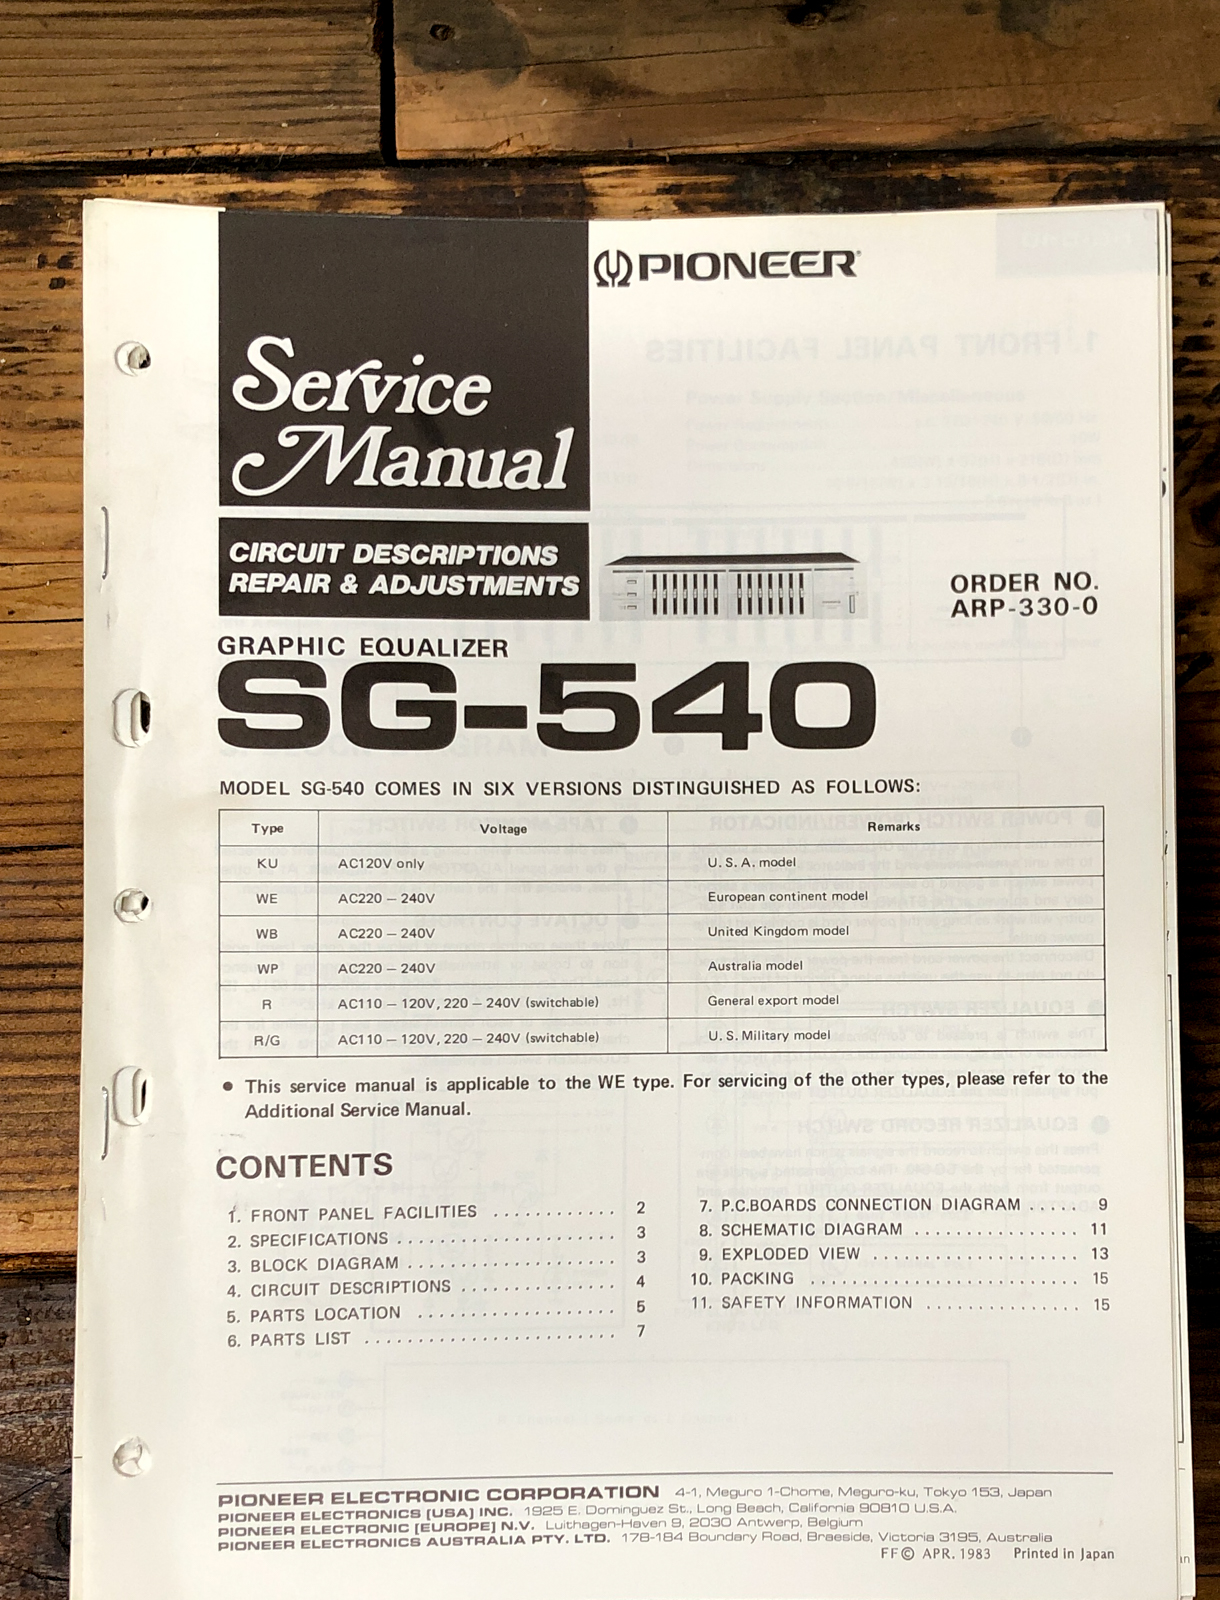 PIONEER
Service
Manual
CIRCUIT DESCRIPTIONS
REPAIR & ADJUSTMENTS
ORDER NO.
ARP-330-0
GRAPHIC EQUALIZER
SG-540
MODEL SG-540 COMES IN SIX VERSIONS DISTINGUISHED AS FOLLOWS:
Type Voltage Remarks
KU AC120V only U.S.A. model
WE AC220 – 240V European continent model
WB AC220 – 240V United Kingdom model
WP AC220 – 240V Australia model
R AC110 – 120V, 220 – 240V (switchable) General export model
R/G AC110 – 120V, 220 – 240V (switchable) U.S. Military model
● This service manual is applicable to the WE type. For servicing of the other types, please refer to the
Additional Service Manual.
CONTENTS
1. FRONT PANEL FACILITIES ............ 2
2. SPECIFICATIONS ..................... 3
3. BLOCK DIAGRAM .................... 3
4. CIRCUIT DESCRIPTIONS ............... 4
5. PARTS LOCATION ................... 5
6. PARTS LIST ........................ 7
7. P.C.BOARDS CONNECTION DIAGRAM ..... 9
8. SCHEMATIC DIAGRAM ................ 11
9. EXPLODED VIEW .................... 13
10. PACKING .......................... 15
11. SAFETY INFORMATION ............... 15
PIONEER ELECTRONIC CORPORATION 4-1, Meguro 1-Chome, Meguro-ku, Tokyo 153, Japan
PIONEER ELECTRONICS [USA] INC. 1925 E. Dominguez St., Long Beach, California 90810 U.S.A.
PIONEER ELECTRONIC [EUROPE] N.V. Luithagen-Haven 9, 2030 Antwerp, Belgium
PIONEER ELECTRONICS AUSTRALIA PTY. LTD. 178-184 Boundary Road, Braeside, Victoria 3195, Australia
FF © APR. 1983 Printed in Japan